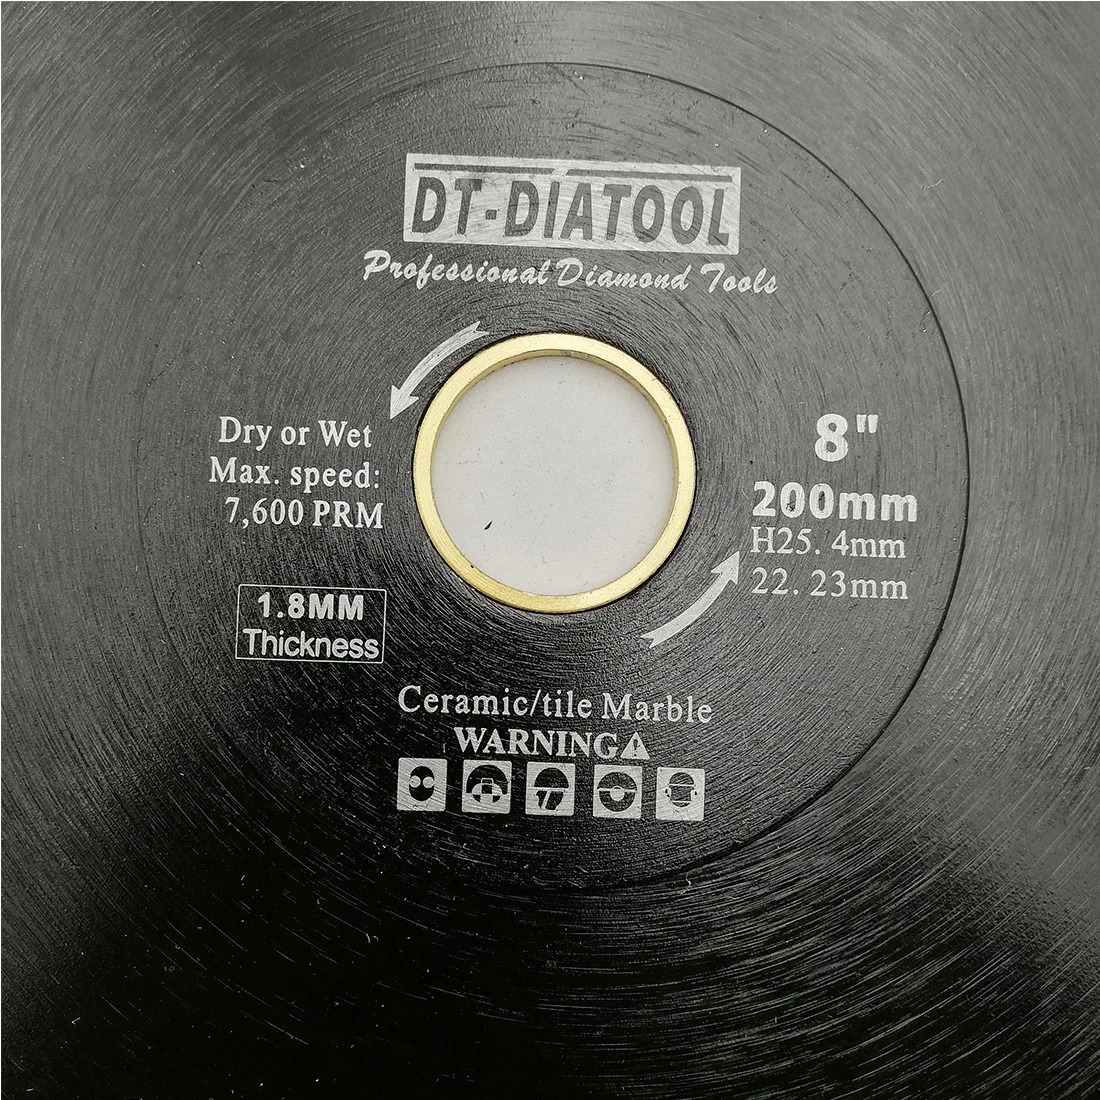 DT-DIATOOL
Professional Diamond Tools
Dry or Wet
Max. speed:
7,600 PRM
8"
200mm
H25. 4mm
22. 23mm
1.8MM
Thickness
Ceramic/tile Marble
WARNING